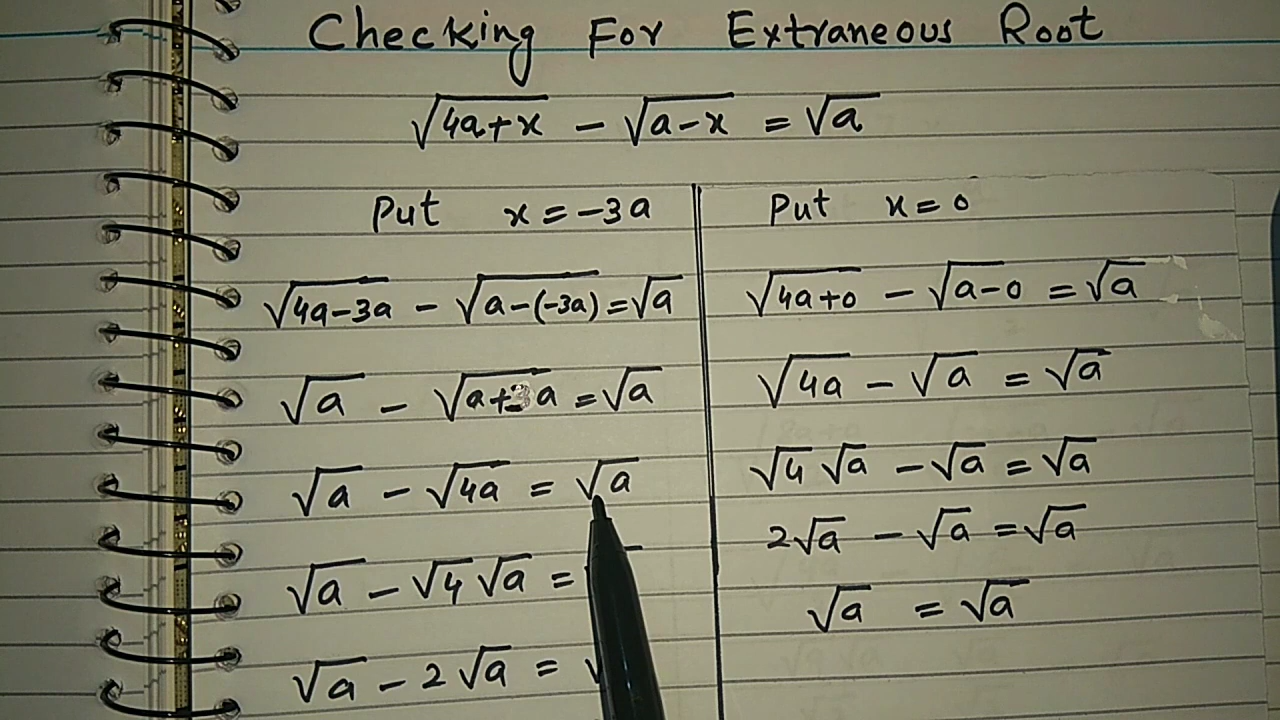 Checking For Extraneous Root
√(4a+x) − √(a−x) = √a
Put x = −3a
√(4a−3a) − √(a−(−3a)) = √a
√a − √(a+3a) = √a
√a − √(4a) = √a
√a − √4 √a =
√a − 2√a = √
Put x = 0
√(4a+0) − √(a−0) = √a
√(4a) − √a = √a
√4 √a − √a = √a
2√a − √a = √a
√a = √a